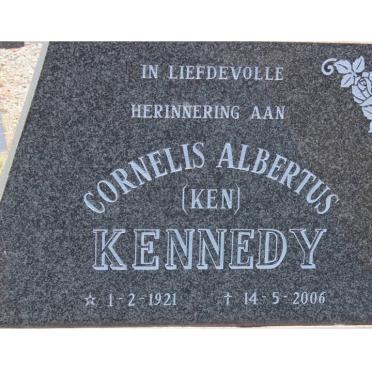 IN LIEFDEVOLLE
HERINNERING AAN
CORNELIS ALBERTUS
(KEN)
KENNEDY
☆ 1-2-1921 † 14-5-2006